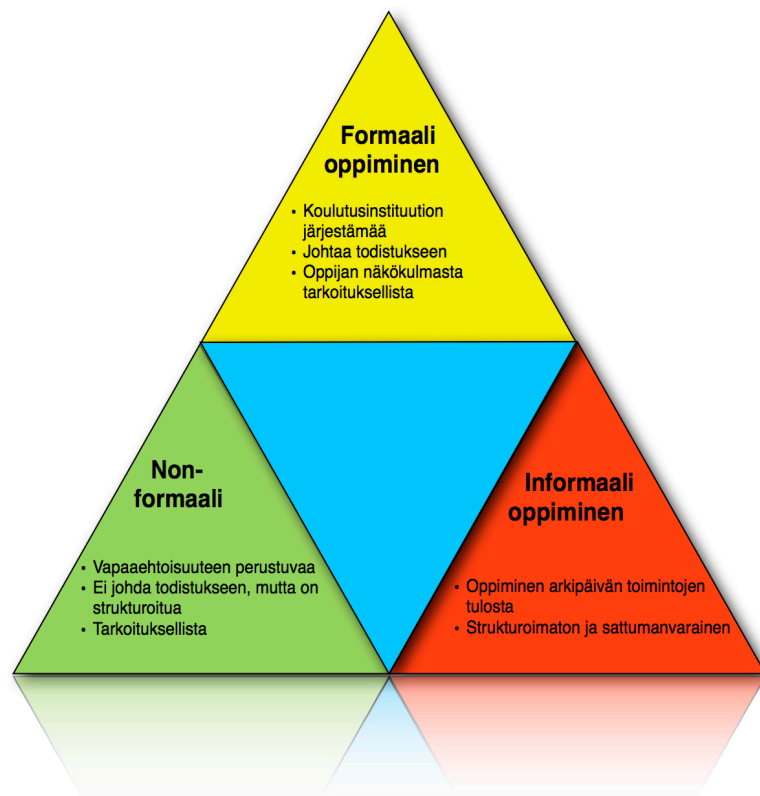 Formaali
oppiminen
• Koulutusinstituution
järjestämää
• Johtaa todistukseen
• Oppijan näkökulmasta
tarkoituksellista
Non-
formaali
• Vapaaehtoisuuteen perustuvaa
• Ei johda todistukseen, mutta on
strukturoitua
• Tarkoituksellista
Informaali
oppiminen
• Oppiminen arkipäivän toimintojen
tulosta
• Strukturoimaton ja sattumanvarainen